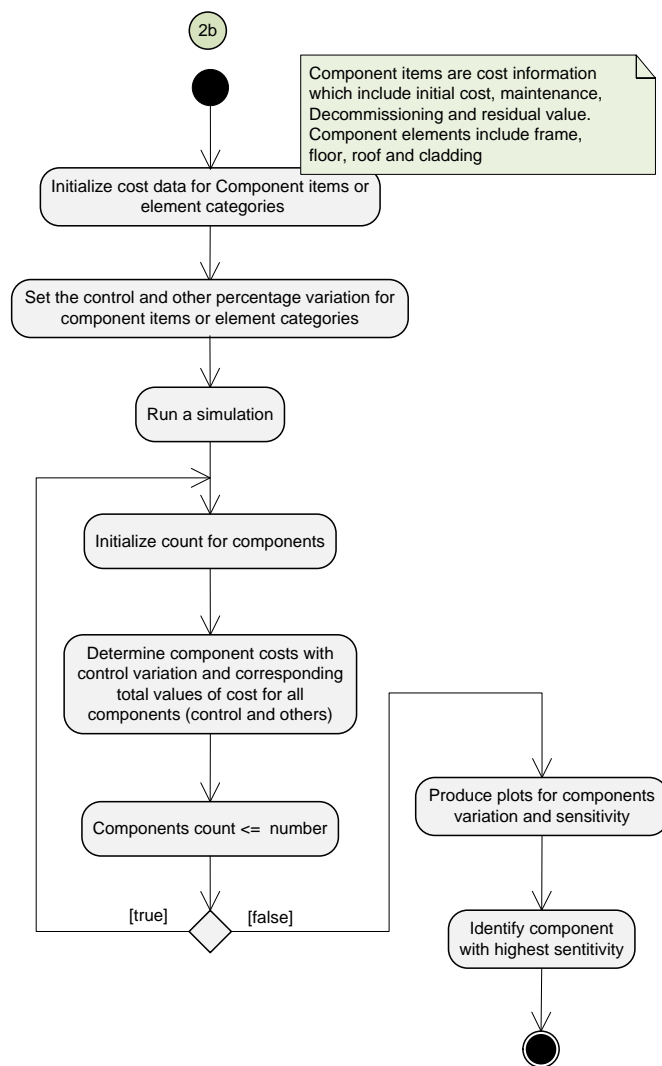 2b
Component items are cost information
which include initial cost, maintenance,
Decommissioning and residual value.
Component elements include frame,
floor, roof and cladding
Initialize cost data for Component items or
element categories
Set the control and other percentage variation for
component items or element categories
Run a simulation
Initialize count for components
Determine component costs with
control variation and corresponding
total values of cost for all
components (control and others)
Components count <=  number
[true]
[false]
Produce plots for components
variation and sensitivity
Identify component
with highest sentitivity